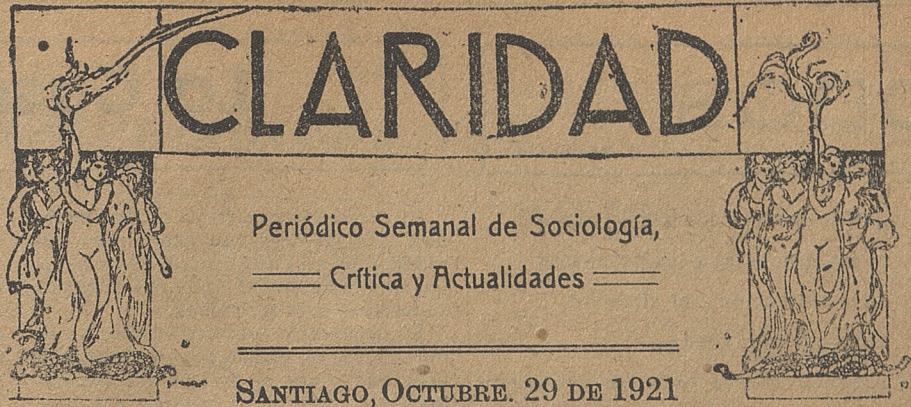 CLARIDAD
Periódico Semanal de Sociología,
Crítica y Actualidades
SANTIAGO, OCTUBRE. 29 DE 1921